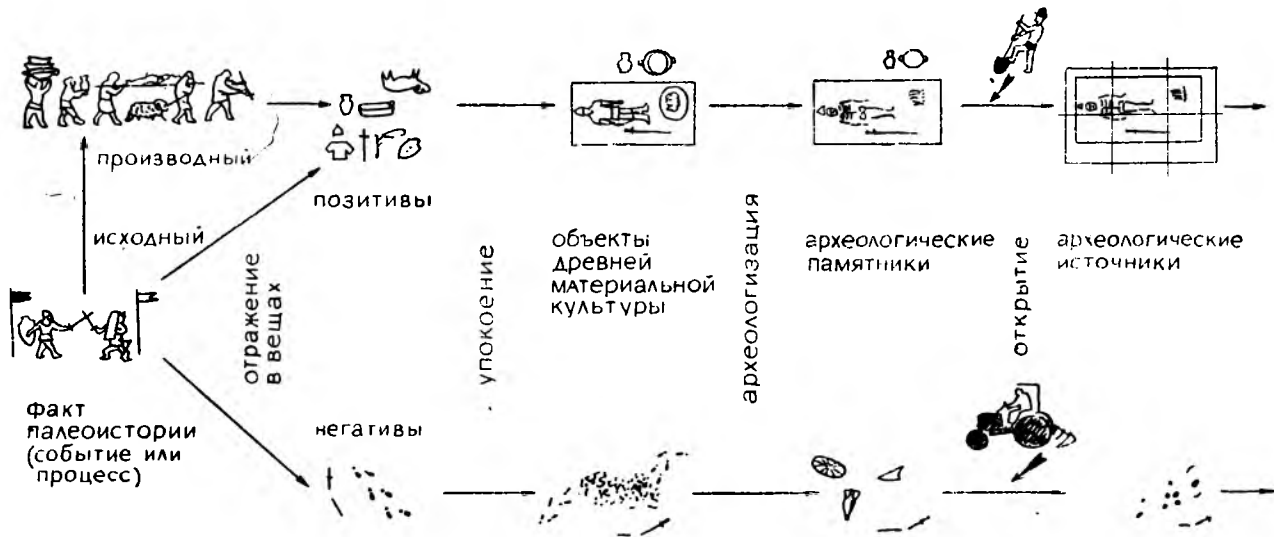 производный
исходный
позитивы
отражение
в вещах
упокоение
объекты
древней
материальной
культуры
археологизация
археологические
памятники
открытие
археологические
источники
факт
палеоистории
(событие или
процесс)
негативы